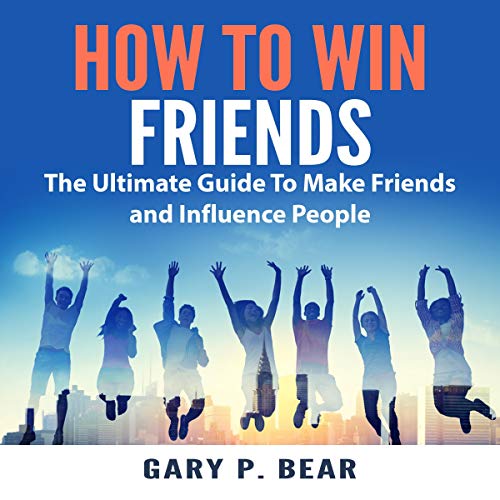 HOW TO WIN
FRIENDS
The Ultimate Guide To Make Friends
and Influence People
GARY P. BEAR